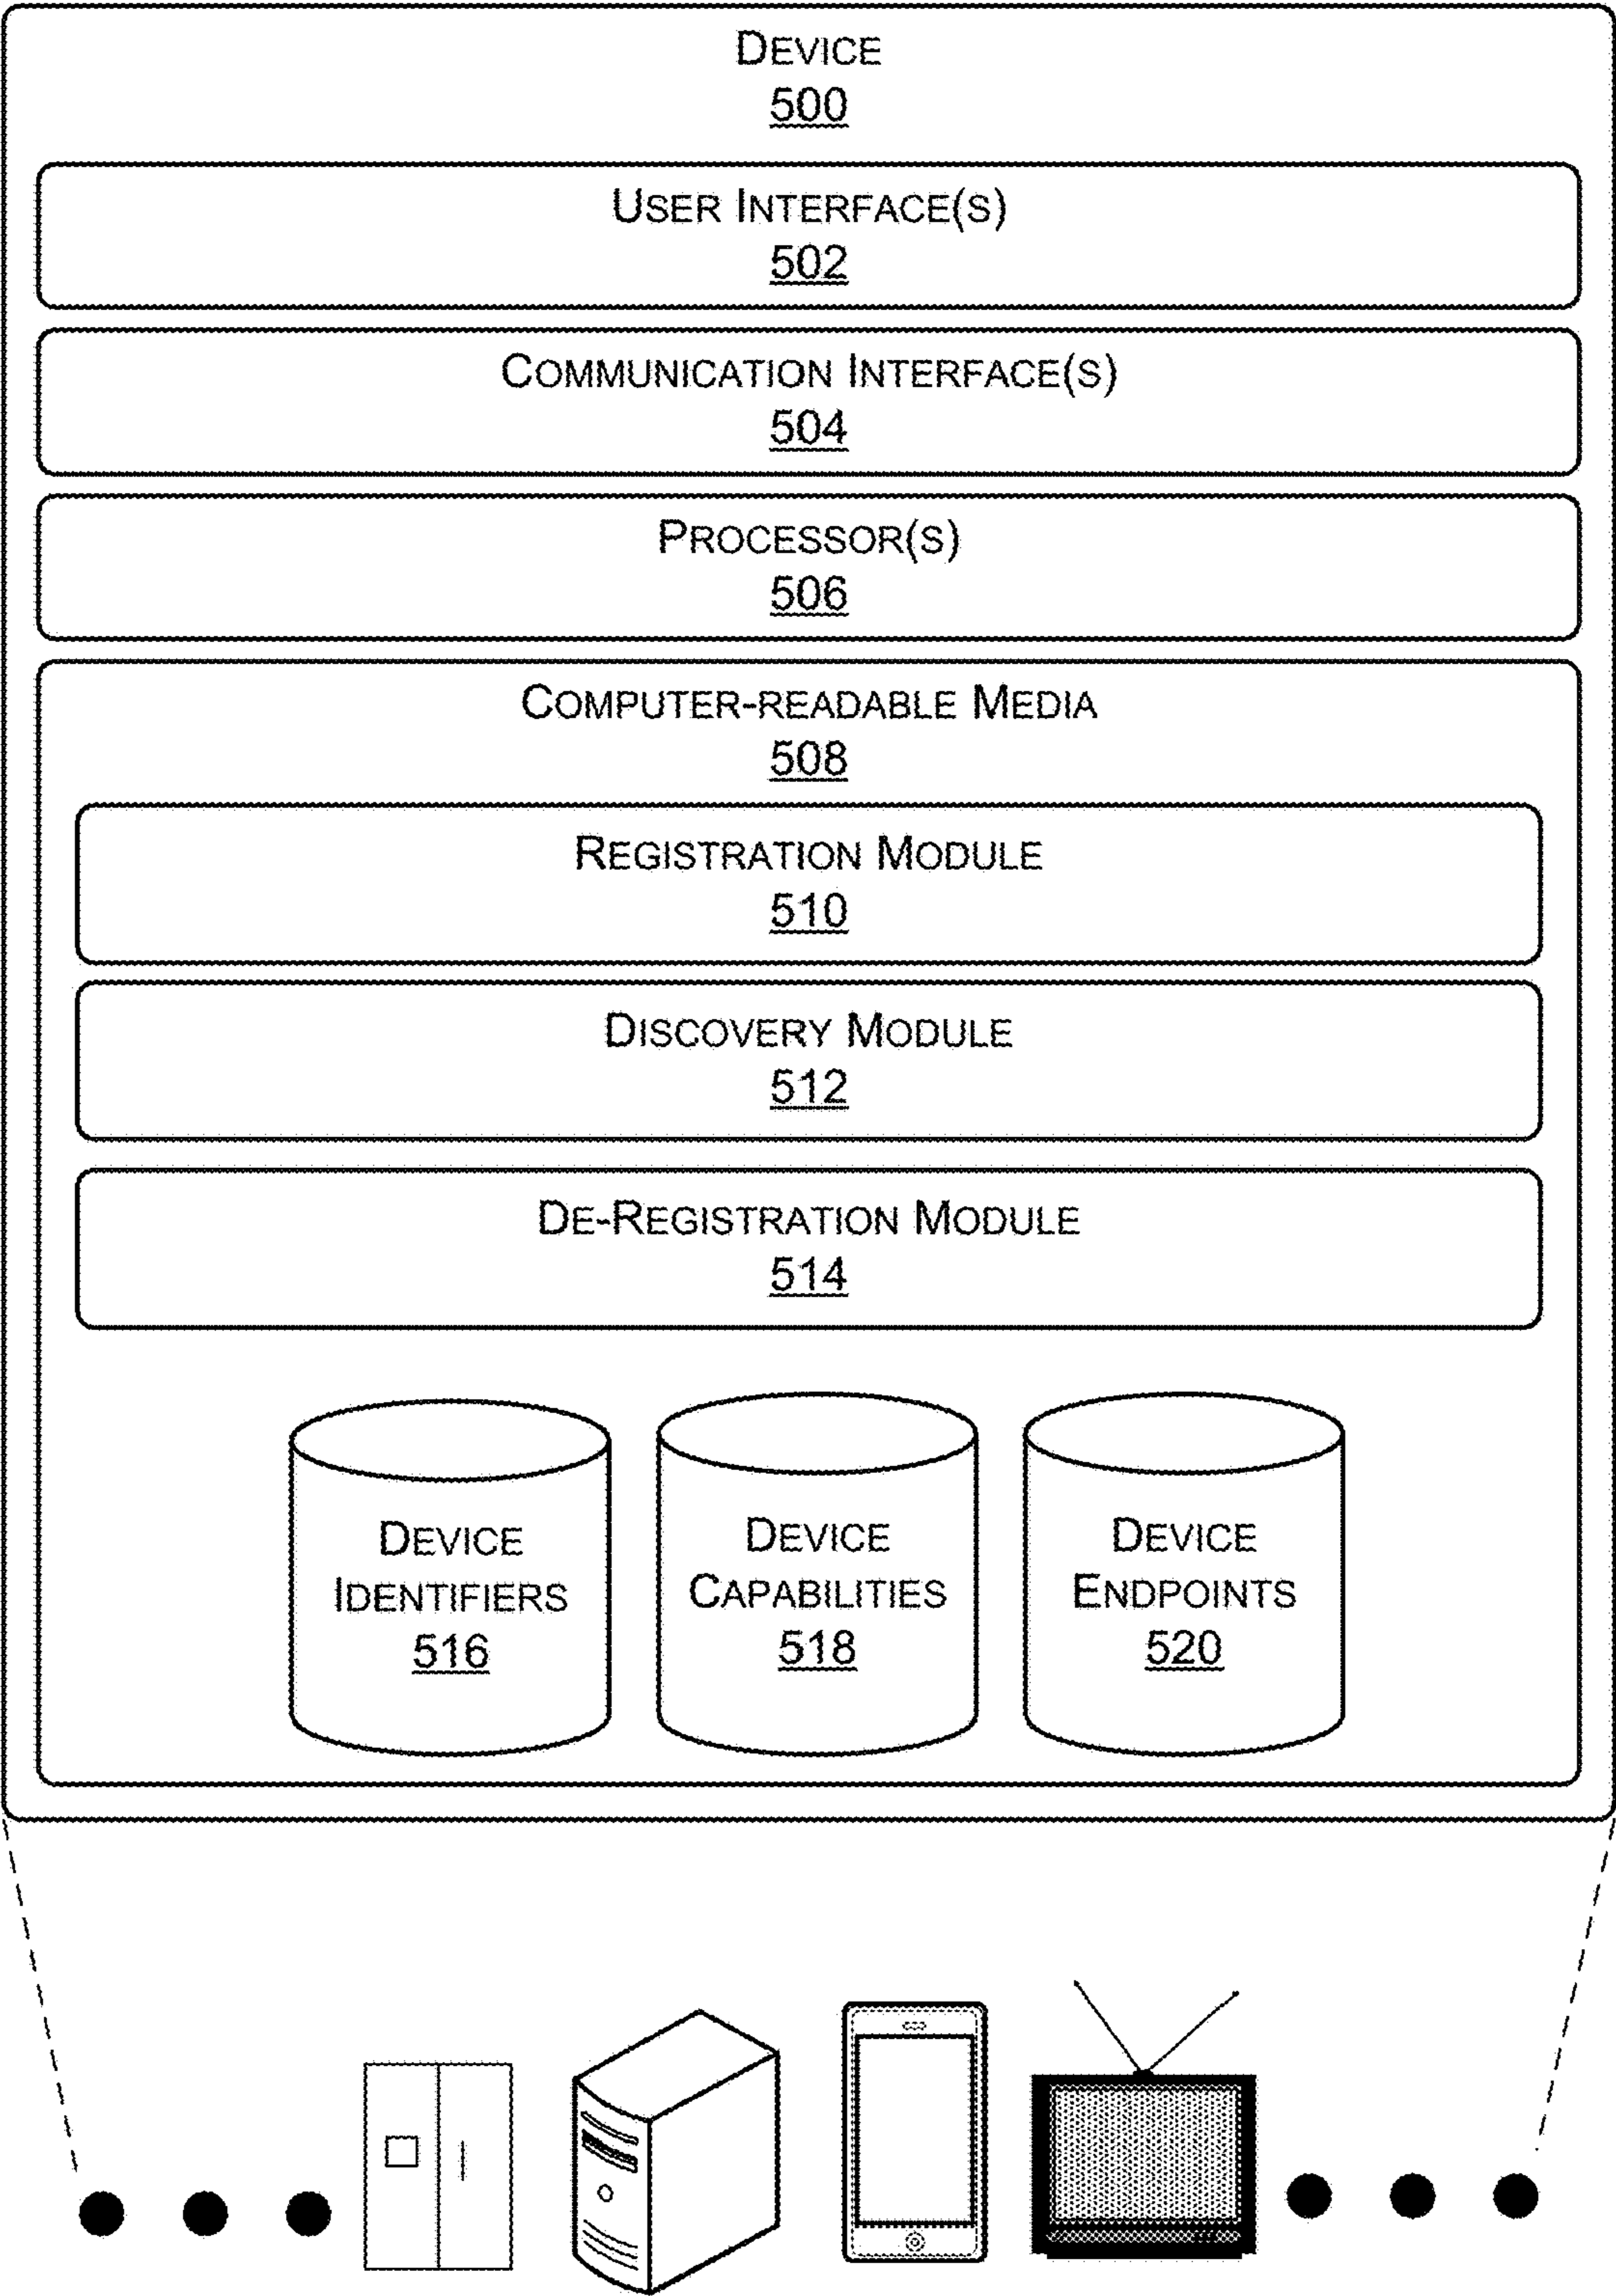 DEVICE
500
USER INTERFACE(S)
502
COMMUNICATION INTERFACE(S)
504
PROCESSOR(S)
506
COMPUTER-READABLE MEDIA
508
REGISTRATION MODULE
510
DISCOVERY MODULE
512
DE-REGISTRATION MODULE
514
DEVICE
IDENTIFIERS
516
DEVICE
CAPABILITIES
518
DEVICE
ENDPOINTS
520